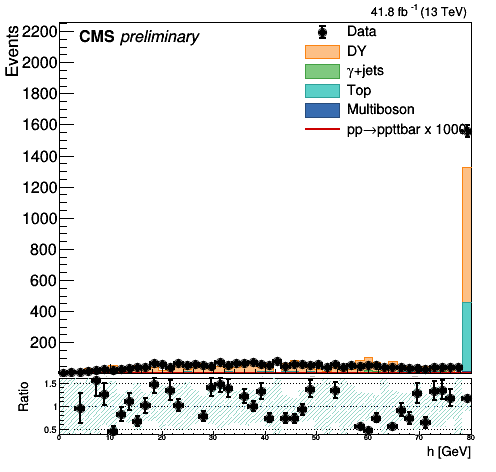 41.8 fb⁻¹ (13 TeV)
CMS preliminary
Data
DY
γ+jets
Top
Multiboson
pp→ppttbar x 1000
Events
2200
2000
1800
1600
1400
1200
1000
800
600
400
200
Ratio
1.5
1
0.5
0 10 20 30 40 50 60 70 80
h [GeV]